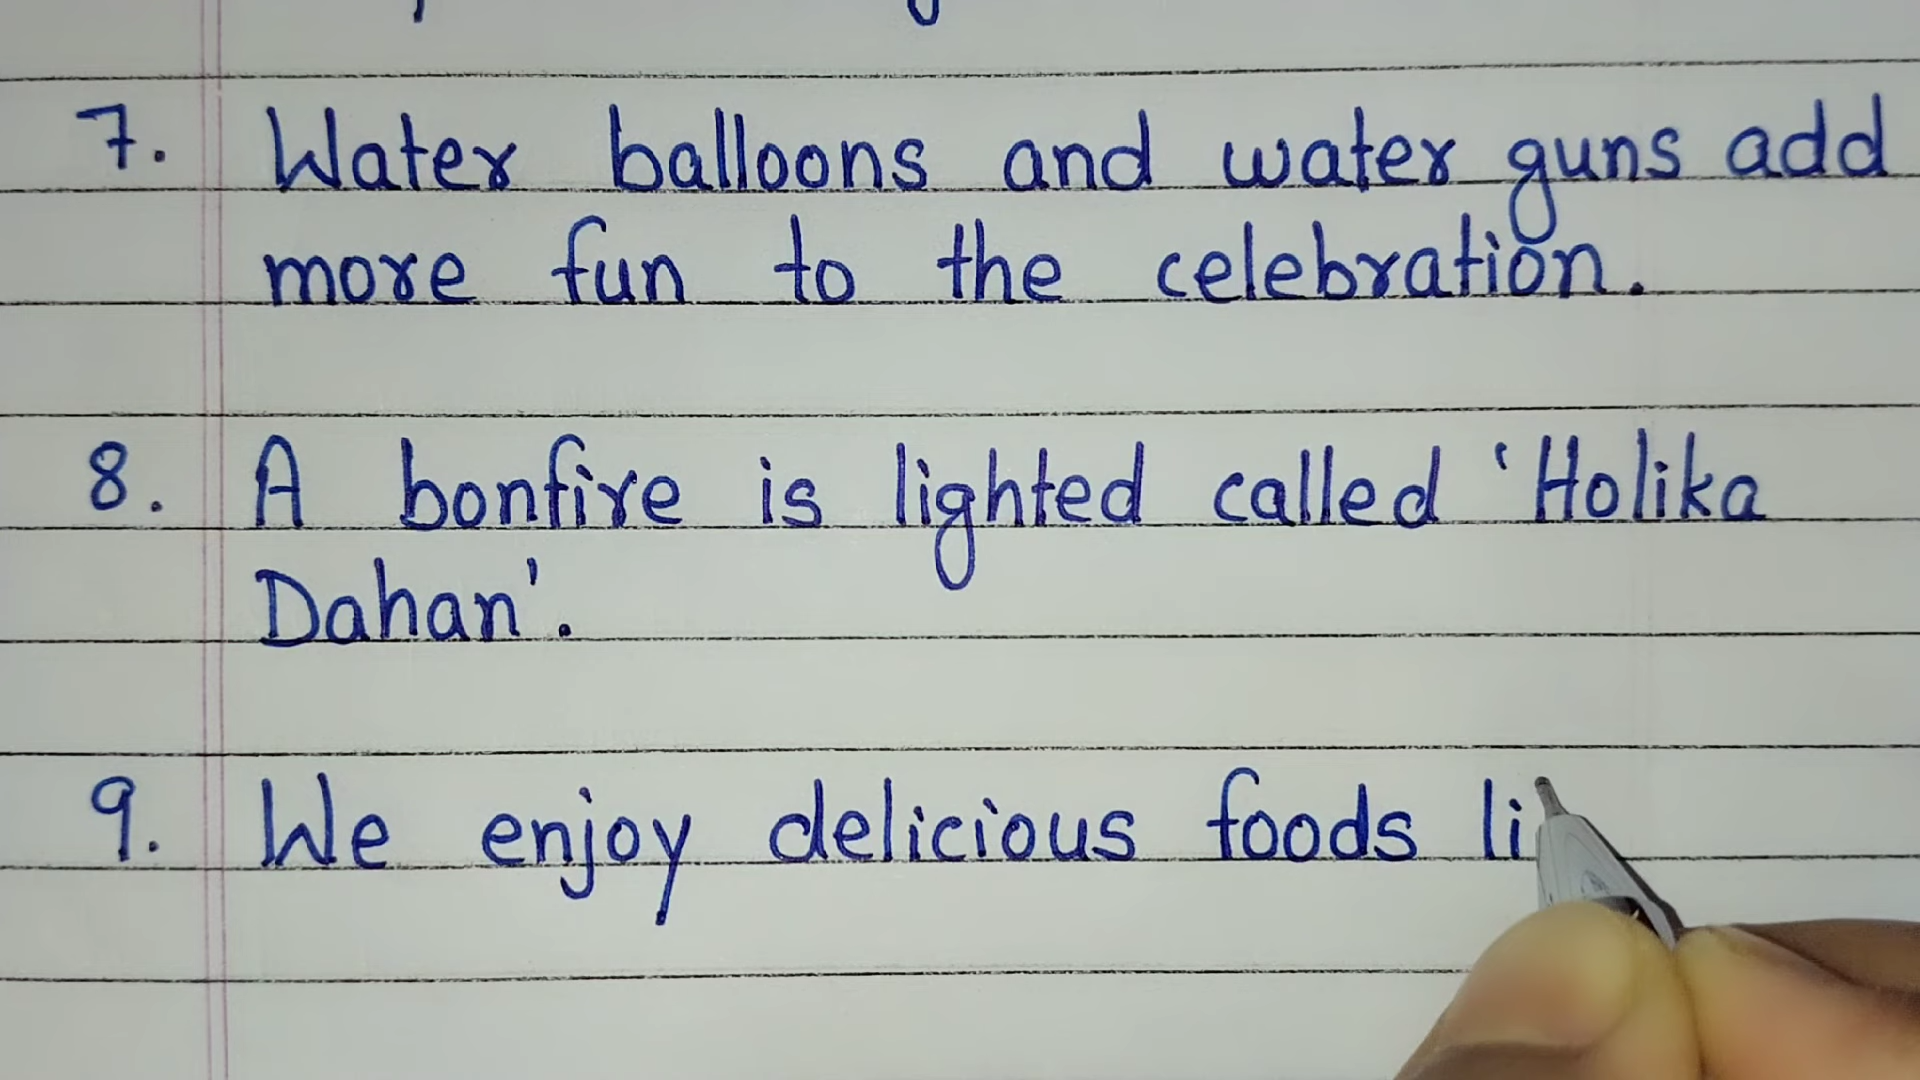 7. Water balloons and water guns add
more fun to the celebration.
8. A bonfire is lighted called ‘Holika
Dahan’.
9. We enjoy delicious foods li